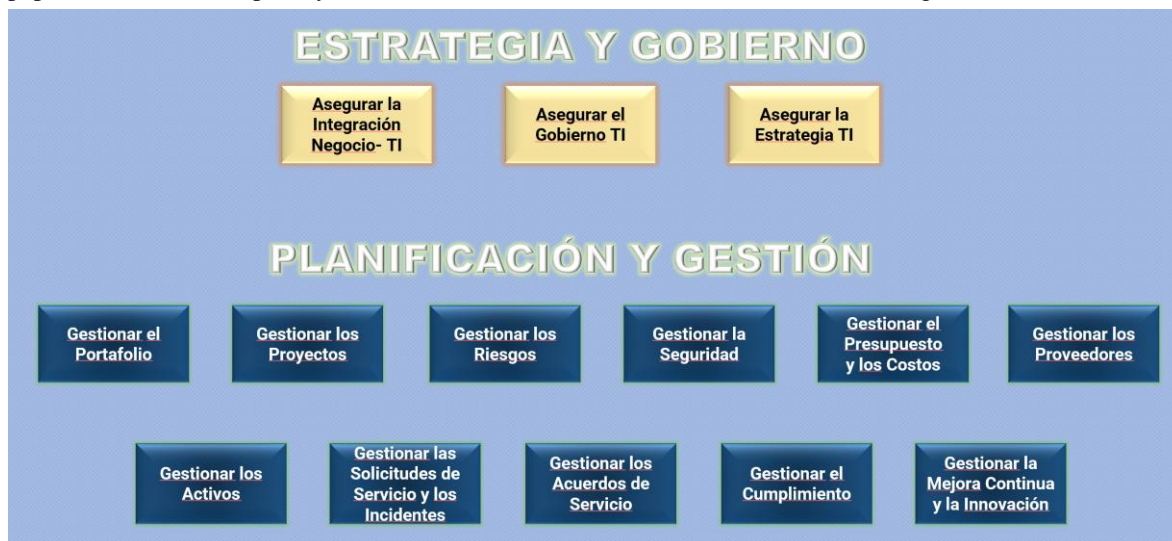 ESTRATEGIA Y GOBIERNO
Asegurar la
Integración
Negocio- TI
Asegurar el
Gobierno TI
Asegurar la
Estrategia TI
PLANIFICACIÓN Y GESTIÓN
Gestionar el
Portafolio
Gestionar los
Proyectos
Gestionar los
Riesgos
Gestionar la
Seguridad
Gestionar el
Presupuesto
y los Costos
Gestionar los
Proveedores
Gestionar los
Activos
Gestionar las
Solicitudes de
Servicio y los
Incidentes
Gestionar los
Acuerdos de
Servicio
Gestionar el
Cumplimiento
Gestionar la
Mejora Continua
y la Innovación